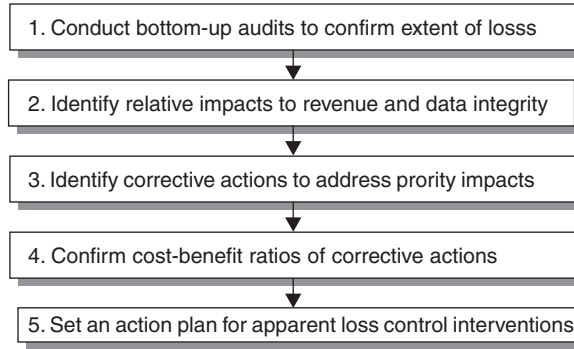 1. Conduct bottom-up audits to confirm extent of losss
2. Identify relative impacts to revenue and data integrity
3. Identify corrective actions to address prority impacts
4. Confirm cost-benefit ratios of corrective actions
5. Set an action plan for apparent loss control interventions